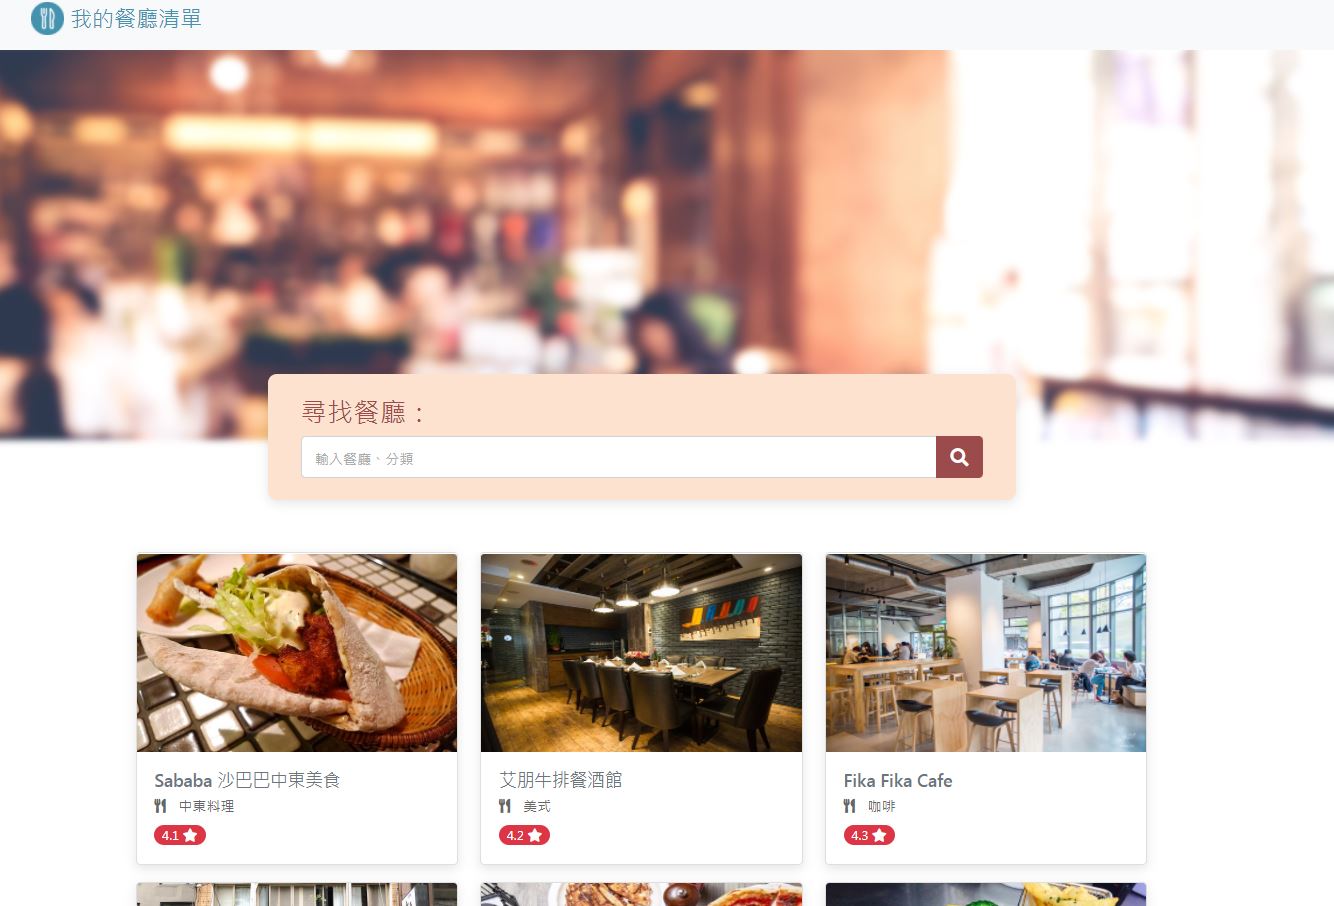 我的餐廳清單
尋找餐廳：
輸入餐廳、分類
Sababa 沙巴巴中東美食
中東料理
4.1
艾朋牛排餐酒館
美式
4.2
Fika Fika Cafe
咖啡
4.3